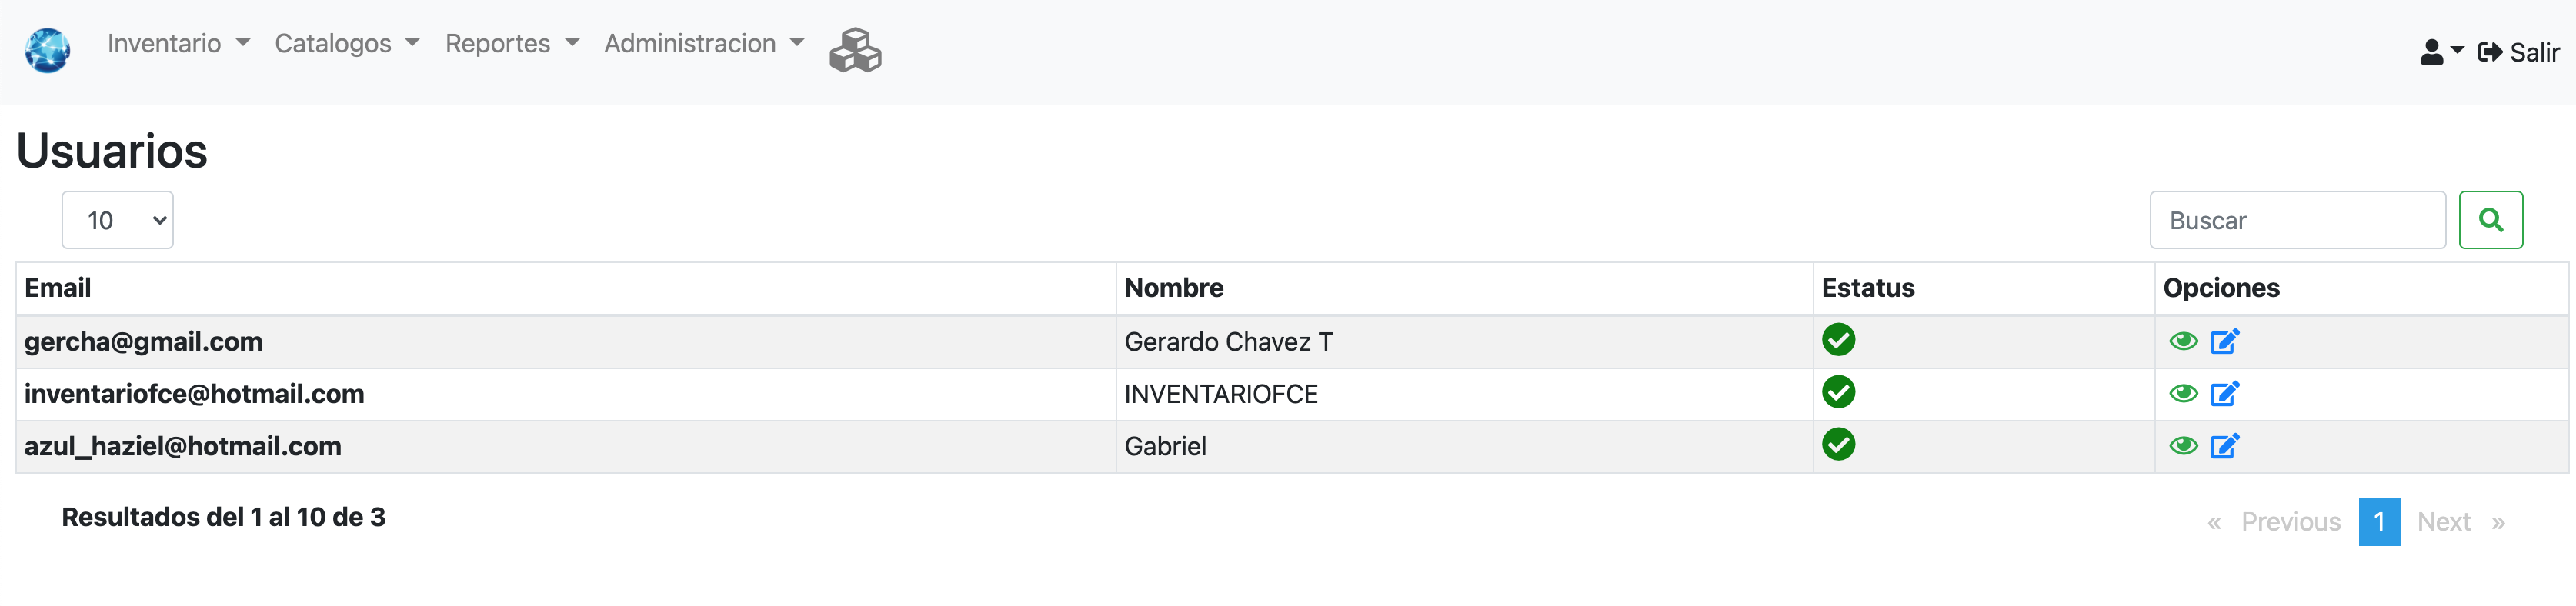 Inventario Catalogos Reportes Administracion Salir
Usuarios
10 Buscar
Email Nombre Estatus Opciones
gercha@gmail.com Gerardo Chavez T
inventariofce@hotmail.com INVENTARIOFCE
azul_haziel@hotmail.com Gabriel
Resultados del 1 al 10 de 3 « Previous 1 Next »